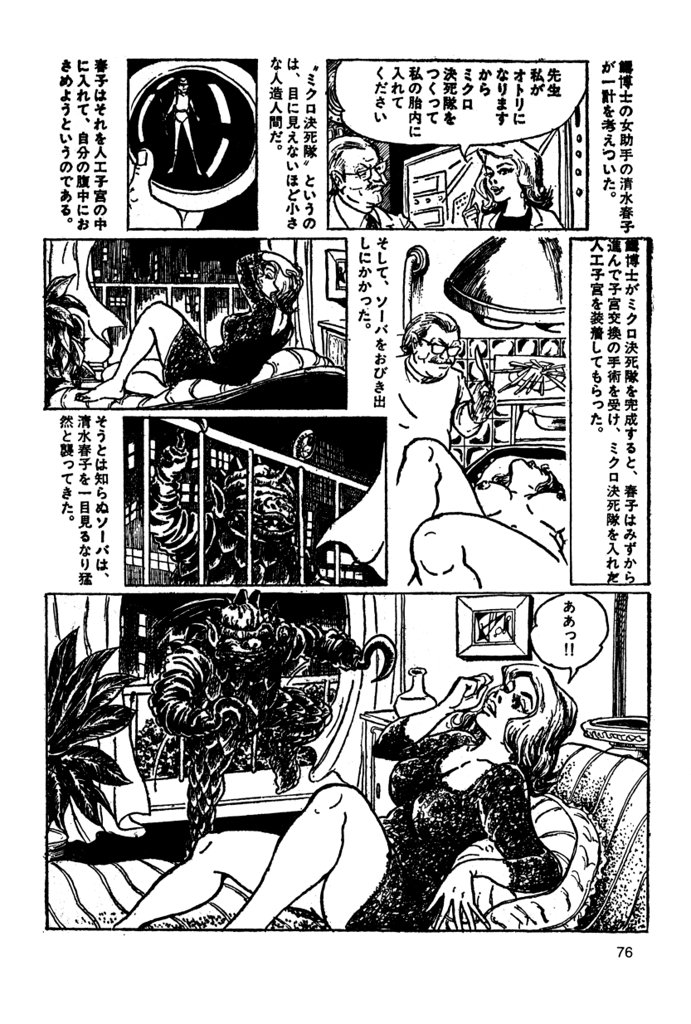 鑑博士の女助手の清水春子
が一計を考えついた。
先生
私が
オトリに
なります
から
ミクロ
決死隊を
つくって
私の胎内に
入れて
ください
〝ミクロ決死隊〟というの
は、目に見えないほど小さ
な人造人間だ。
春子はそれを人工子宮の中
に入れて、自分の腹中にお
さめようというのである。
鑑博士がミクロ決死隊を完成すると、春子はみずから
進んで子宮交換の手術を受け、ミクロ決死隊を入れた
人工子宮を装着してもらった。
そして、ソーバをおびき出
しにかかった。
そうとは知らぬソーバは、
清水春子を一目見るなり猛
然と襲ってきた。
ああっ!!
76